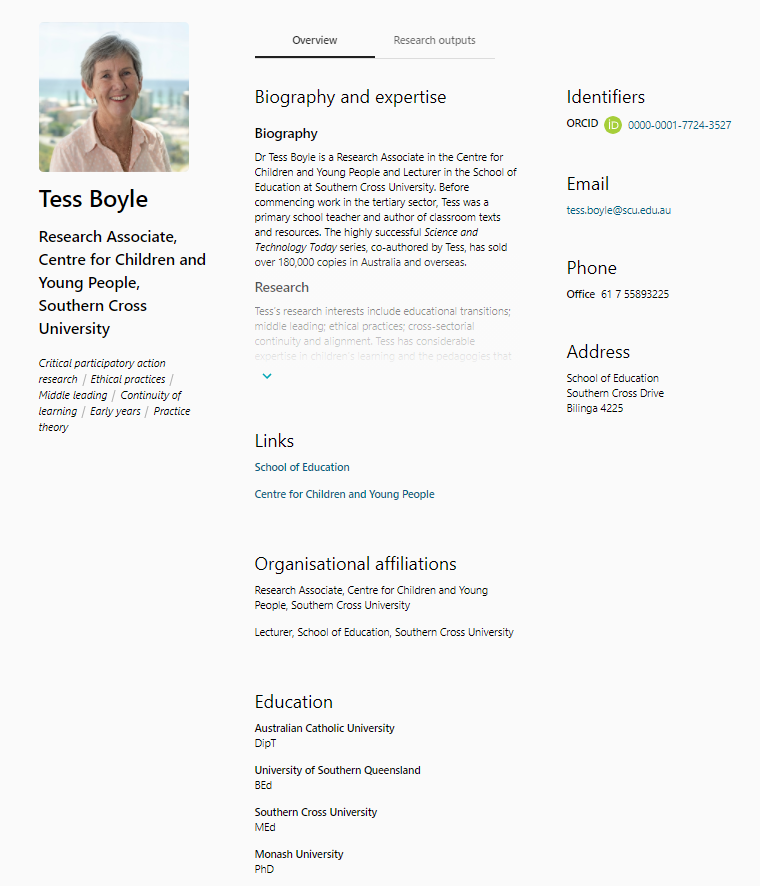 Tess Boyle
Research Associate,
Centre for Children and
Young People,
Southern Cross
University
Critical participatory action
research / Ethical practices /
Middle leading / Continuity of
learning / Early years / Practice
theory
Overview
Research outputs
Biography and expertise
Biography
Dr Tess Boyle is a Research Associate in the Centre for
Children and Young People and Lecturer in the School of
Education at Southern Cross University. Before
commencing work in the tertiary sector, Tess was a
primary school teacher and author of classroom texts
and resources. The highly successful Science and
Technology Today series, co-authored by Tess, has sold
over 180,000 copies in Australia and overseas.
Research
Tess's research interests include educational transitions;
middle leading; ethical practices; cross-sectorial
continuity and alignment. Tess has considerable
expertise in children's learning and the pedagogies that
Links
School of Education
Centre for Children and Young People
Organisational affiliations
Research Associate, Centre for Children and Young
People, Southern Cross University
Lecturer, School of Education, Southern Cross University
Education
Australian Catholic University
DipT
University of Southern Queensland
BEd
Southern Cross University
MEd
Monash University
PhD
Identifiers
ORCID iD 0000-0001-7724-3527
Email
tess.boyle@scu.edu.au
Phone
Office 61 7 55893225
Address
School of Education
Southern Cross Drive
Bilinga 4225